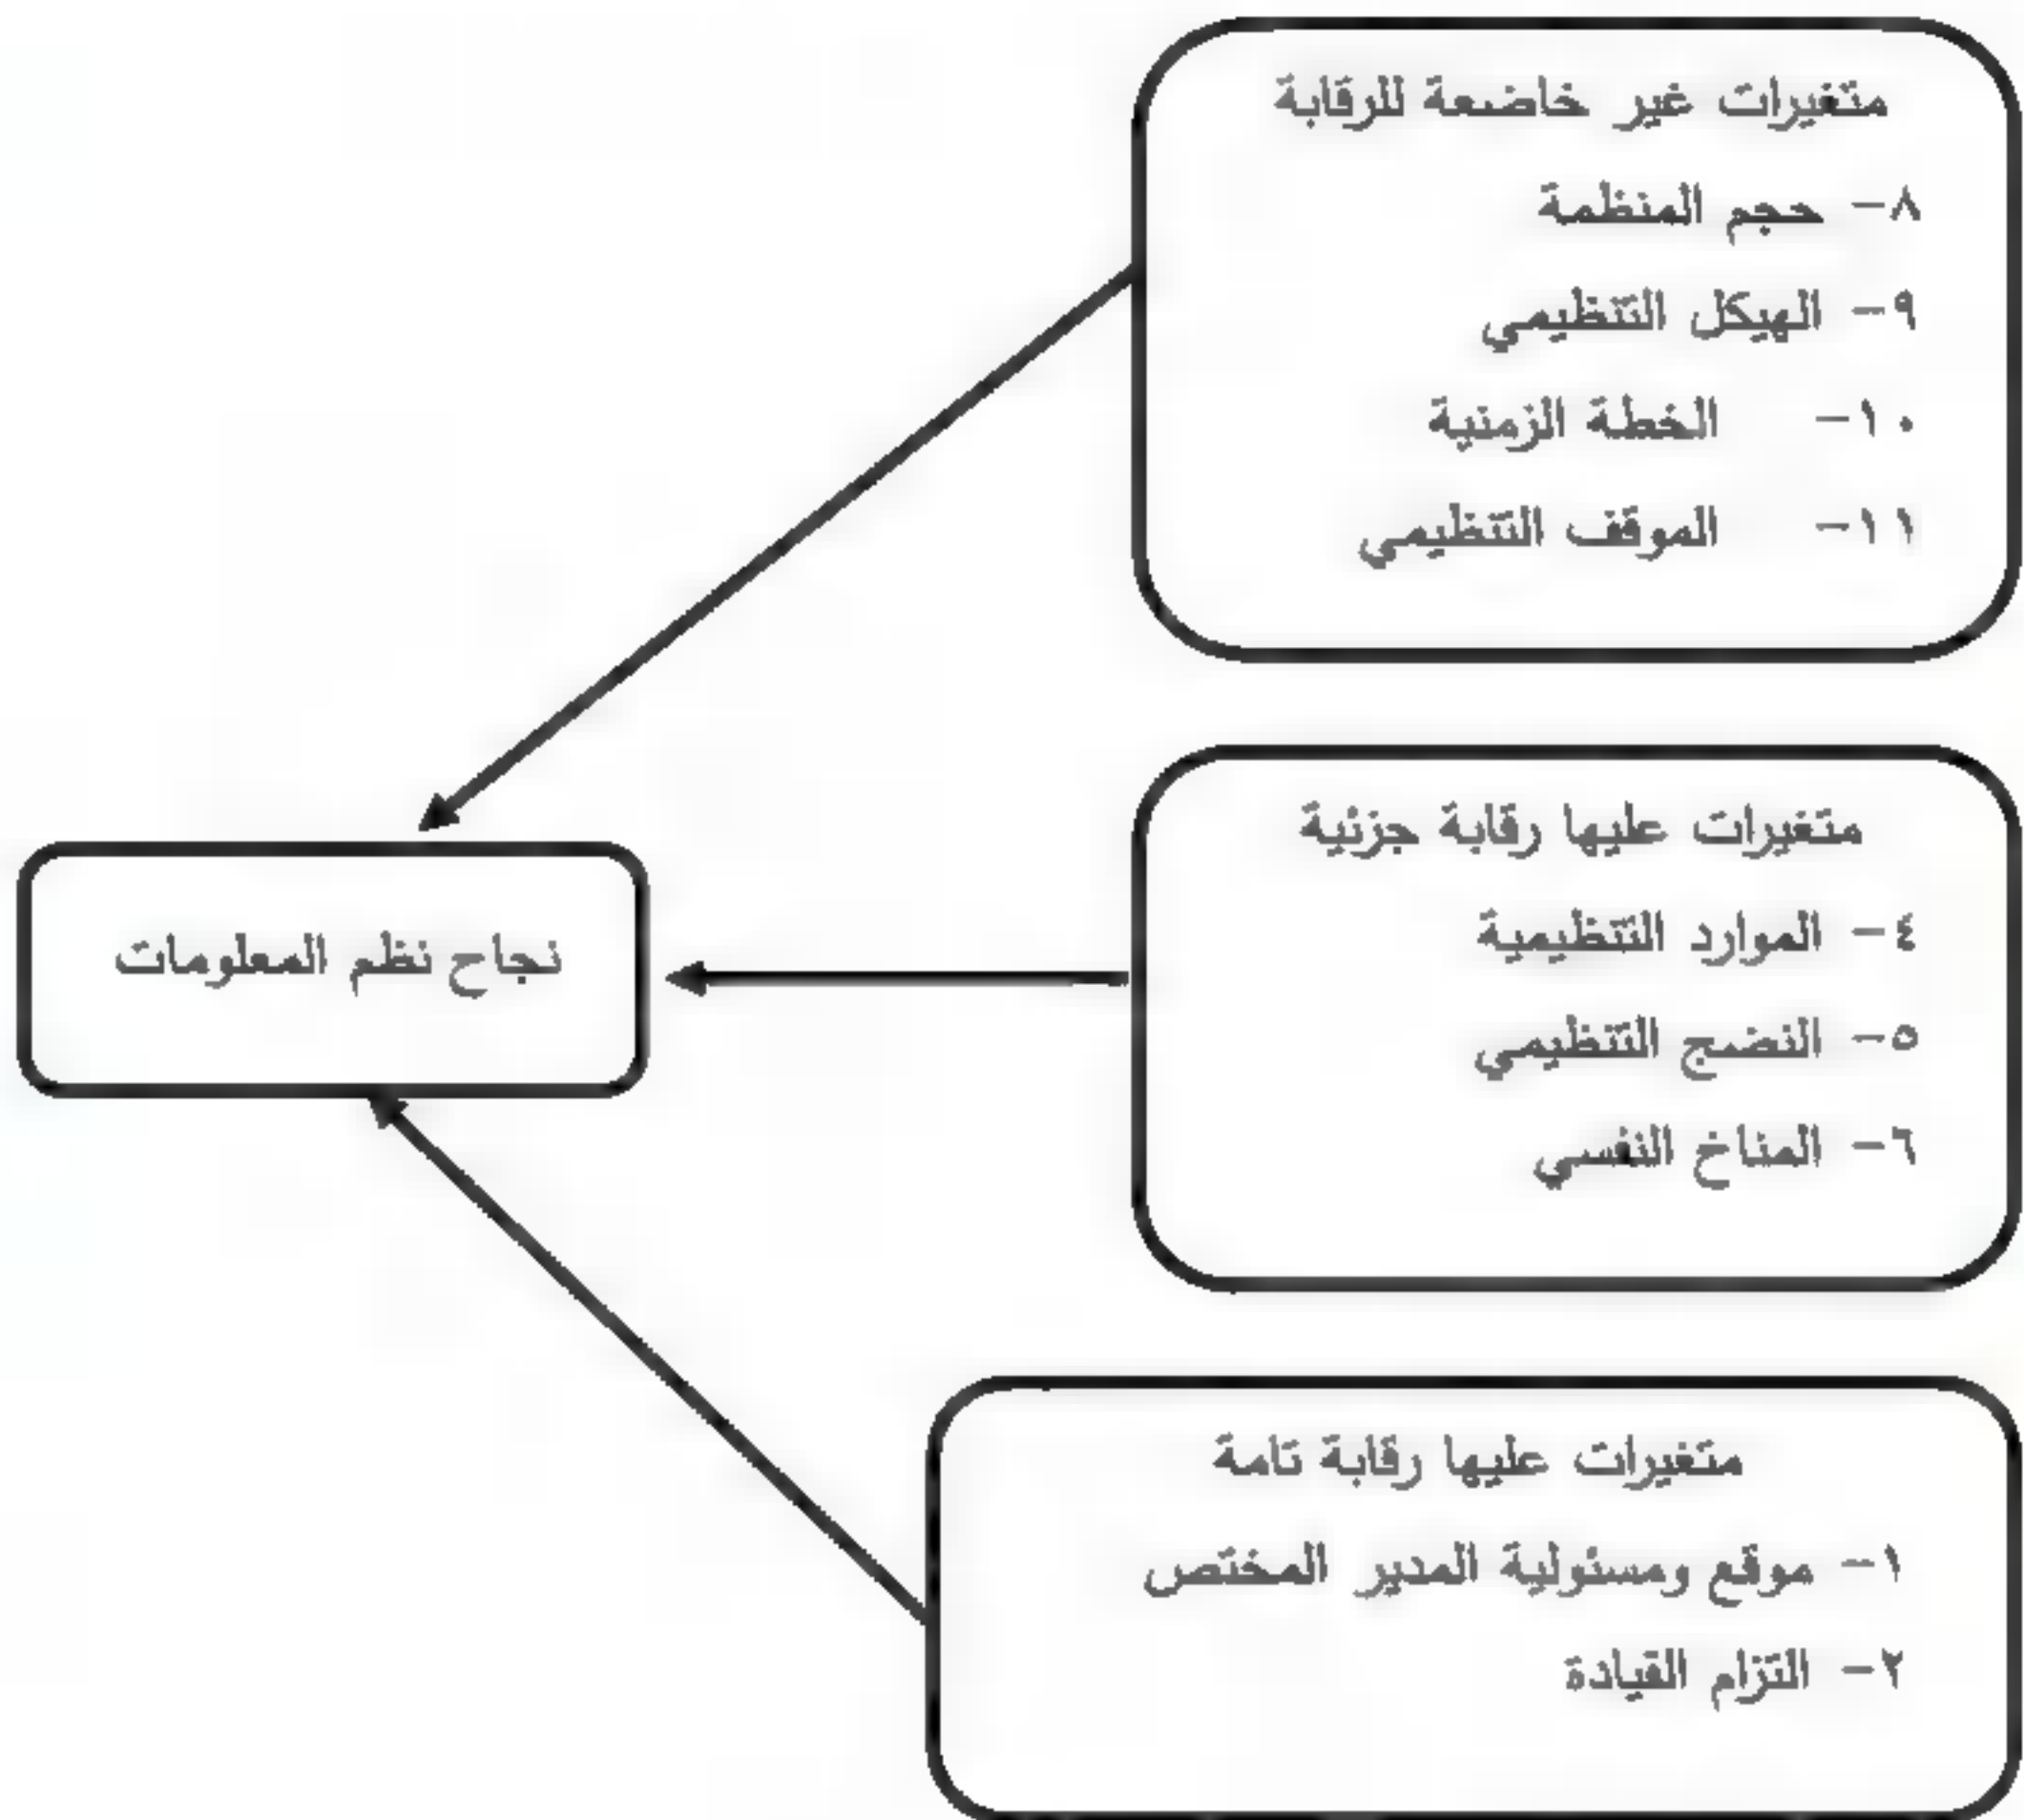 متغيرات غير خاضعة للرقابة
٨- حجم المنظمة
٩- الهيكل التنظيمي
١٠- الخطة الزمنية
١١- الموقف التنظيمي
متغيرات عليها رقابة جزئية
٤- الموارد التنظيمية
٥- النضج التنظيمي
٦- المناخ النفسي
نجاح نظم المعلومات
متغيرات عليها رقابة تامة
١- موقع ومسئولية المدير المختص
٢- التزام القيادة